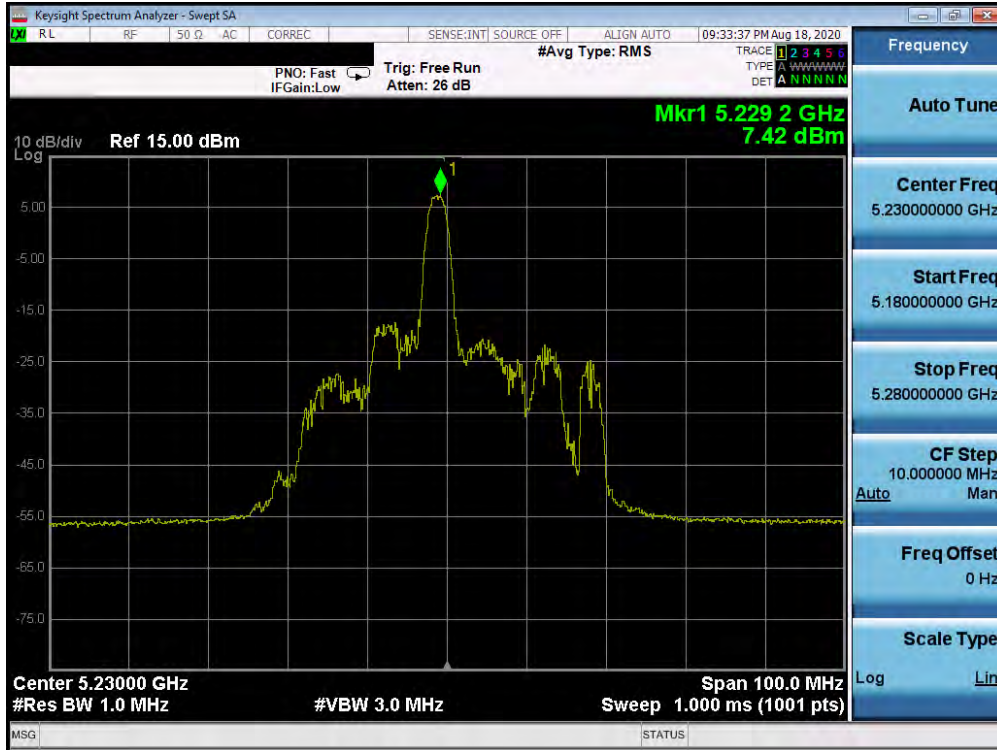 Keysight Spectrum Analyzer - Swept SA
LXI RL RF 50 Ω AC CORREC SENSE:INT SOURCE OFF ALIGN AUTO 09:33:37 PM Aug 18, 2020
#Avg Type: RMS
TRACE 1 2 3 4 5 6
TYPE A WWWWW
DET A N N N N N
PNO: Fast
IFGain:Low
Trig: Free Run
Atten: 26 dB
Mkr1 5.229 2 GHz
7.42 dBm
10 dB/div
Log
Ref 15.00 dBm
1
5.00
-5.00
-15.0
-25.0
-35.0
-45.0
-55.0
-65.0
-75.0
Center 5.23000 GHz
Span 100.0 MHz
#Res BW 1.0 MHz
#VBW 3.0 MHz
Sweep 1.000 ms (1001 pts)
MSG
STATUS
Frequency
Auto Tune
Center Freq
5.230000000 GHz
Start Freq
5.180000000 GHz
Stop Freq
5.280000000 GHz
CF Step
10.000000 MHz
Auto Man
Freq Offset
0 Hz
Scale Type
Log Lin